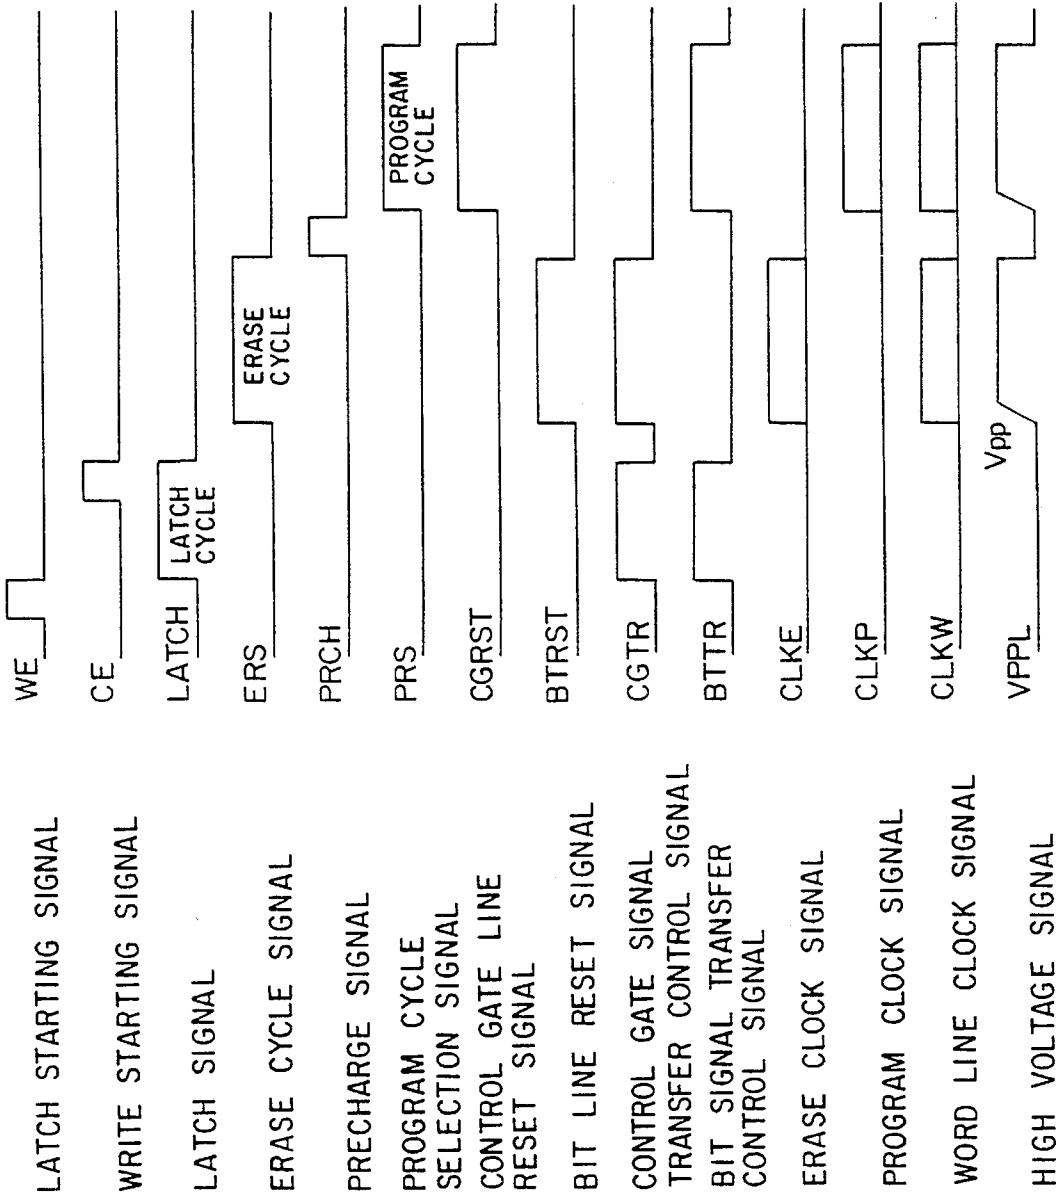 LATCH STARTING SIGNAL
WE
WRITE STARTING SIGNAL
CE
LATCH SIGNAL
LATCH
LATCH
CYCLE
ERASE CYCLE SIGNAL
ERS
ERASE
CYCLE
PRECHARGE SIGNAL
PRCH
PROGRAM CYCLE
SELECTION SIGNAL
PRS
PROGRAM
CYCLE
CONTROL GATE LINE
RESET SIGNAL
CGRST
BIT LINE RESET SIGNAL
BTRST
CONTROL GATE SIGNAL
TRANSFER CONTROL SIGNAL
CGTR
BIT SIGNAL TRANSFER
CONTROL SIGNAL
BTTR
ERASE CLOCK SIGNAL
CLKE
PROGRAM CLOCK SIGNAL
CLKP
WORD LINE CLOCK SIGNAL
CLKW
HIGH VOLTAGE SIGNAL
VPPL
Vpp